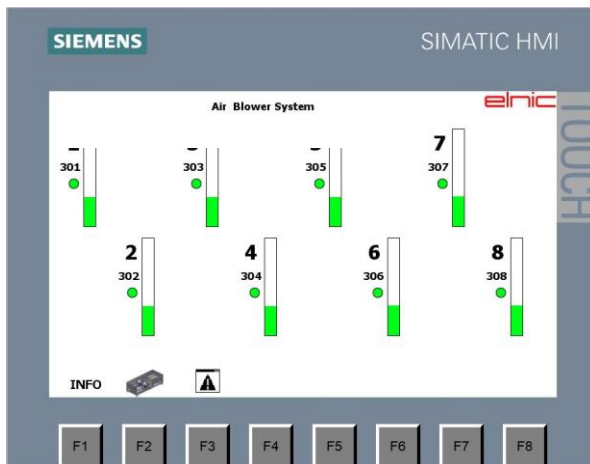 SIEMENS
SIMATIC HMI
Air Blower System
elnic
TOUCH
7
301
303
305
307
2
4
6
8
302
304
306
308
INFO
F1 F2 F3 F4 F5 F6 F7 F8